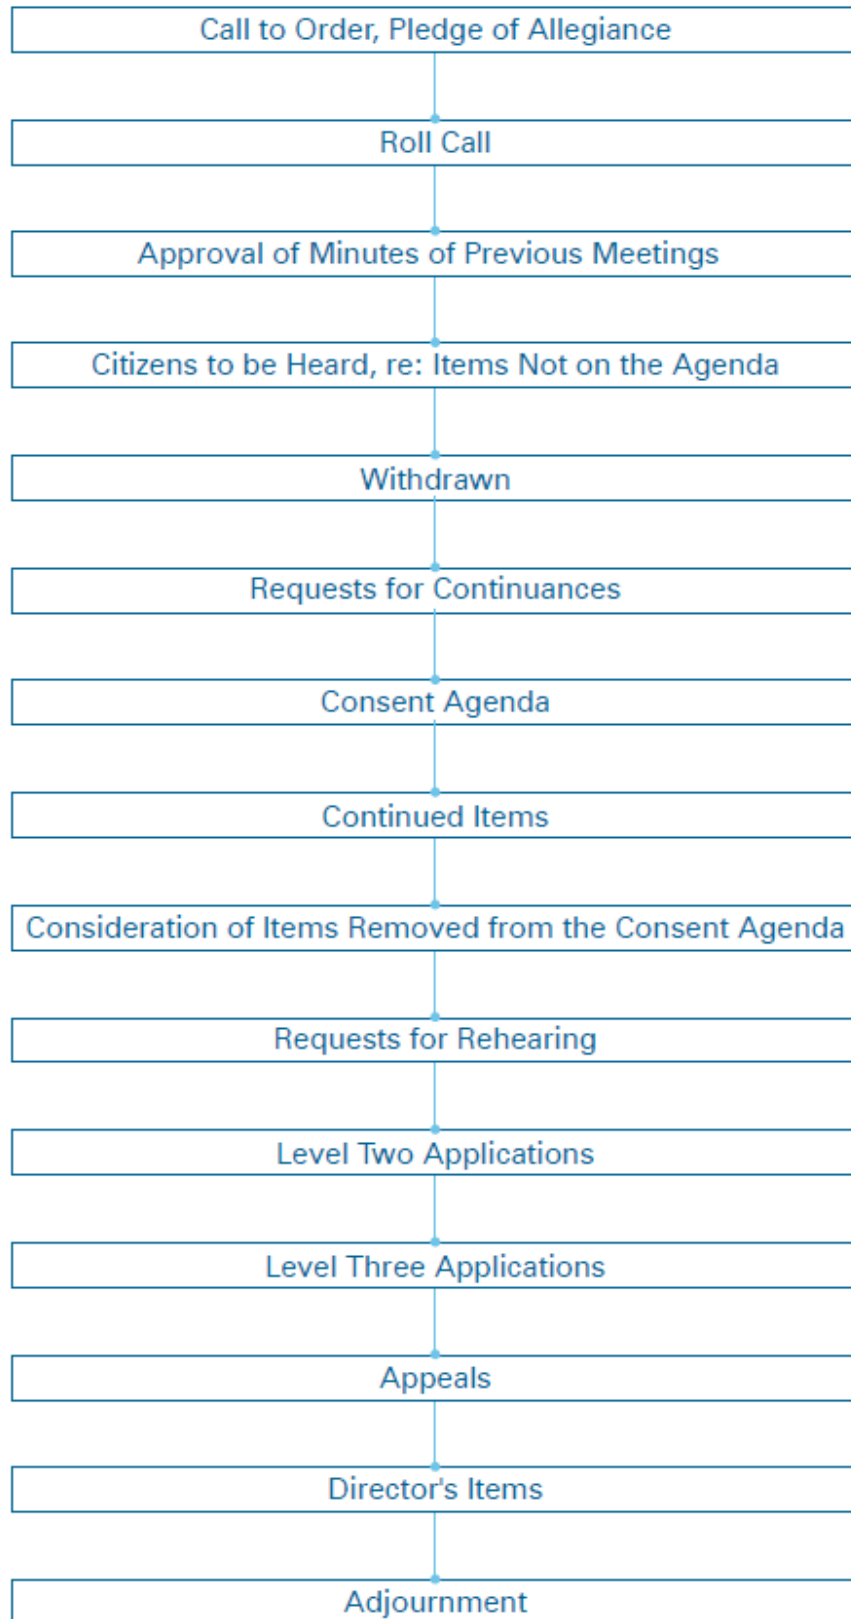 Call to Order, Pledge of Allegiance
Roll Call
Approval of Minutes of Previous Meetings
Citizens to be Heard, re: Items Not on the Agenda
Withdrawn
Requests for Continuances
Consent Agenda
Continued Items
Consideration of Items Removed from the Consent Agenda
Requests for Rehearing
Level Two Applications
Level Three Applications
Appeals
Director's Items
Adjournment